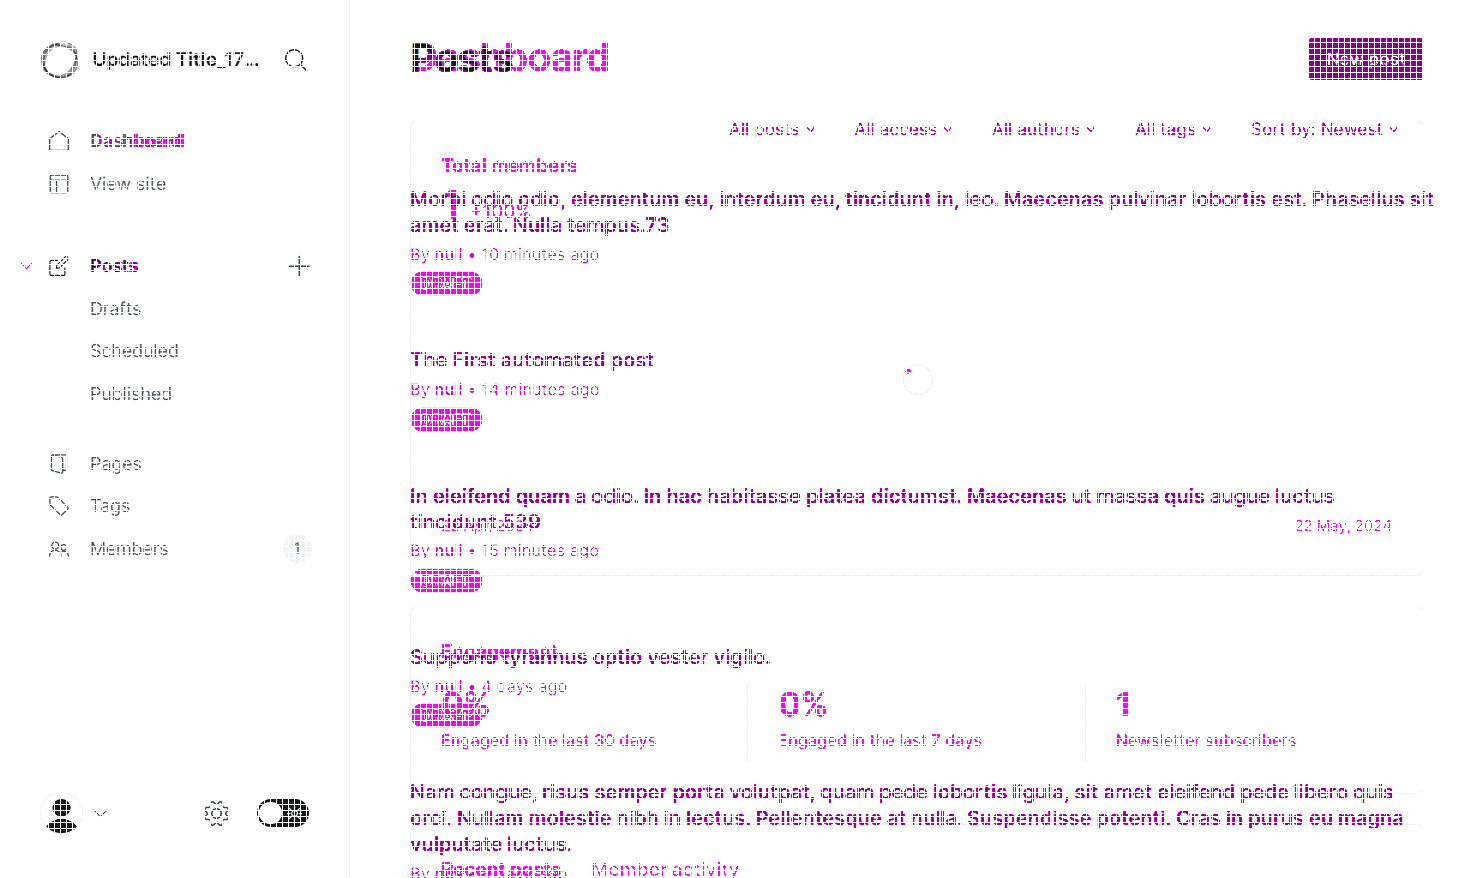 Updated Title_17...
Dashboard
View site
Posts
Drafts
Scheduled
Published
Pages
Tags
Members
1
Posts
Dashboard
New post
All posts
All access
All authors
All tags
Sort by: Newest
Total members
1 +100%
Morbi odio odio, elementum eu, interdum eu, tincidunt in, leo. Maecenas pulvinar lobortis est. Phasellus sit
amet erat. Nulla tempus.73
By null • 10 minutes ago
The First automated post
By null • 14 minutes ago
In eleifend quam a odio. In hac habitasse platea dictumst. Maecenas ut massa quis augue luctus
tincidunt.539
22 May, 2024
By null • 15 minutes ago
Suppono tyrannus optio vester vigilo.
By null • 4 days ago
0%
Engaged in the last 30 days
0%
Engaged in the last 7 days
1
Newsletter subscribers
Nam congue, risus semper porta volutpat, quam pede lobortis ligula, sit amet eleifend pede libero quis
orci. Nullam molestie nibh in lectus. Pellentesque at nulla. Suspendisse potenti. Cras in purus eu magna
vulputate luctus.
Recent posts
Member activity